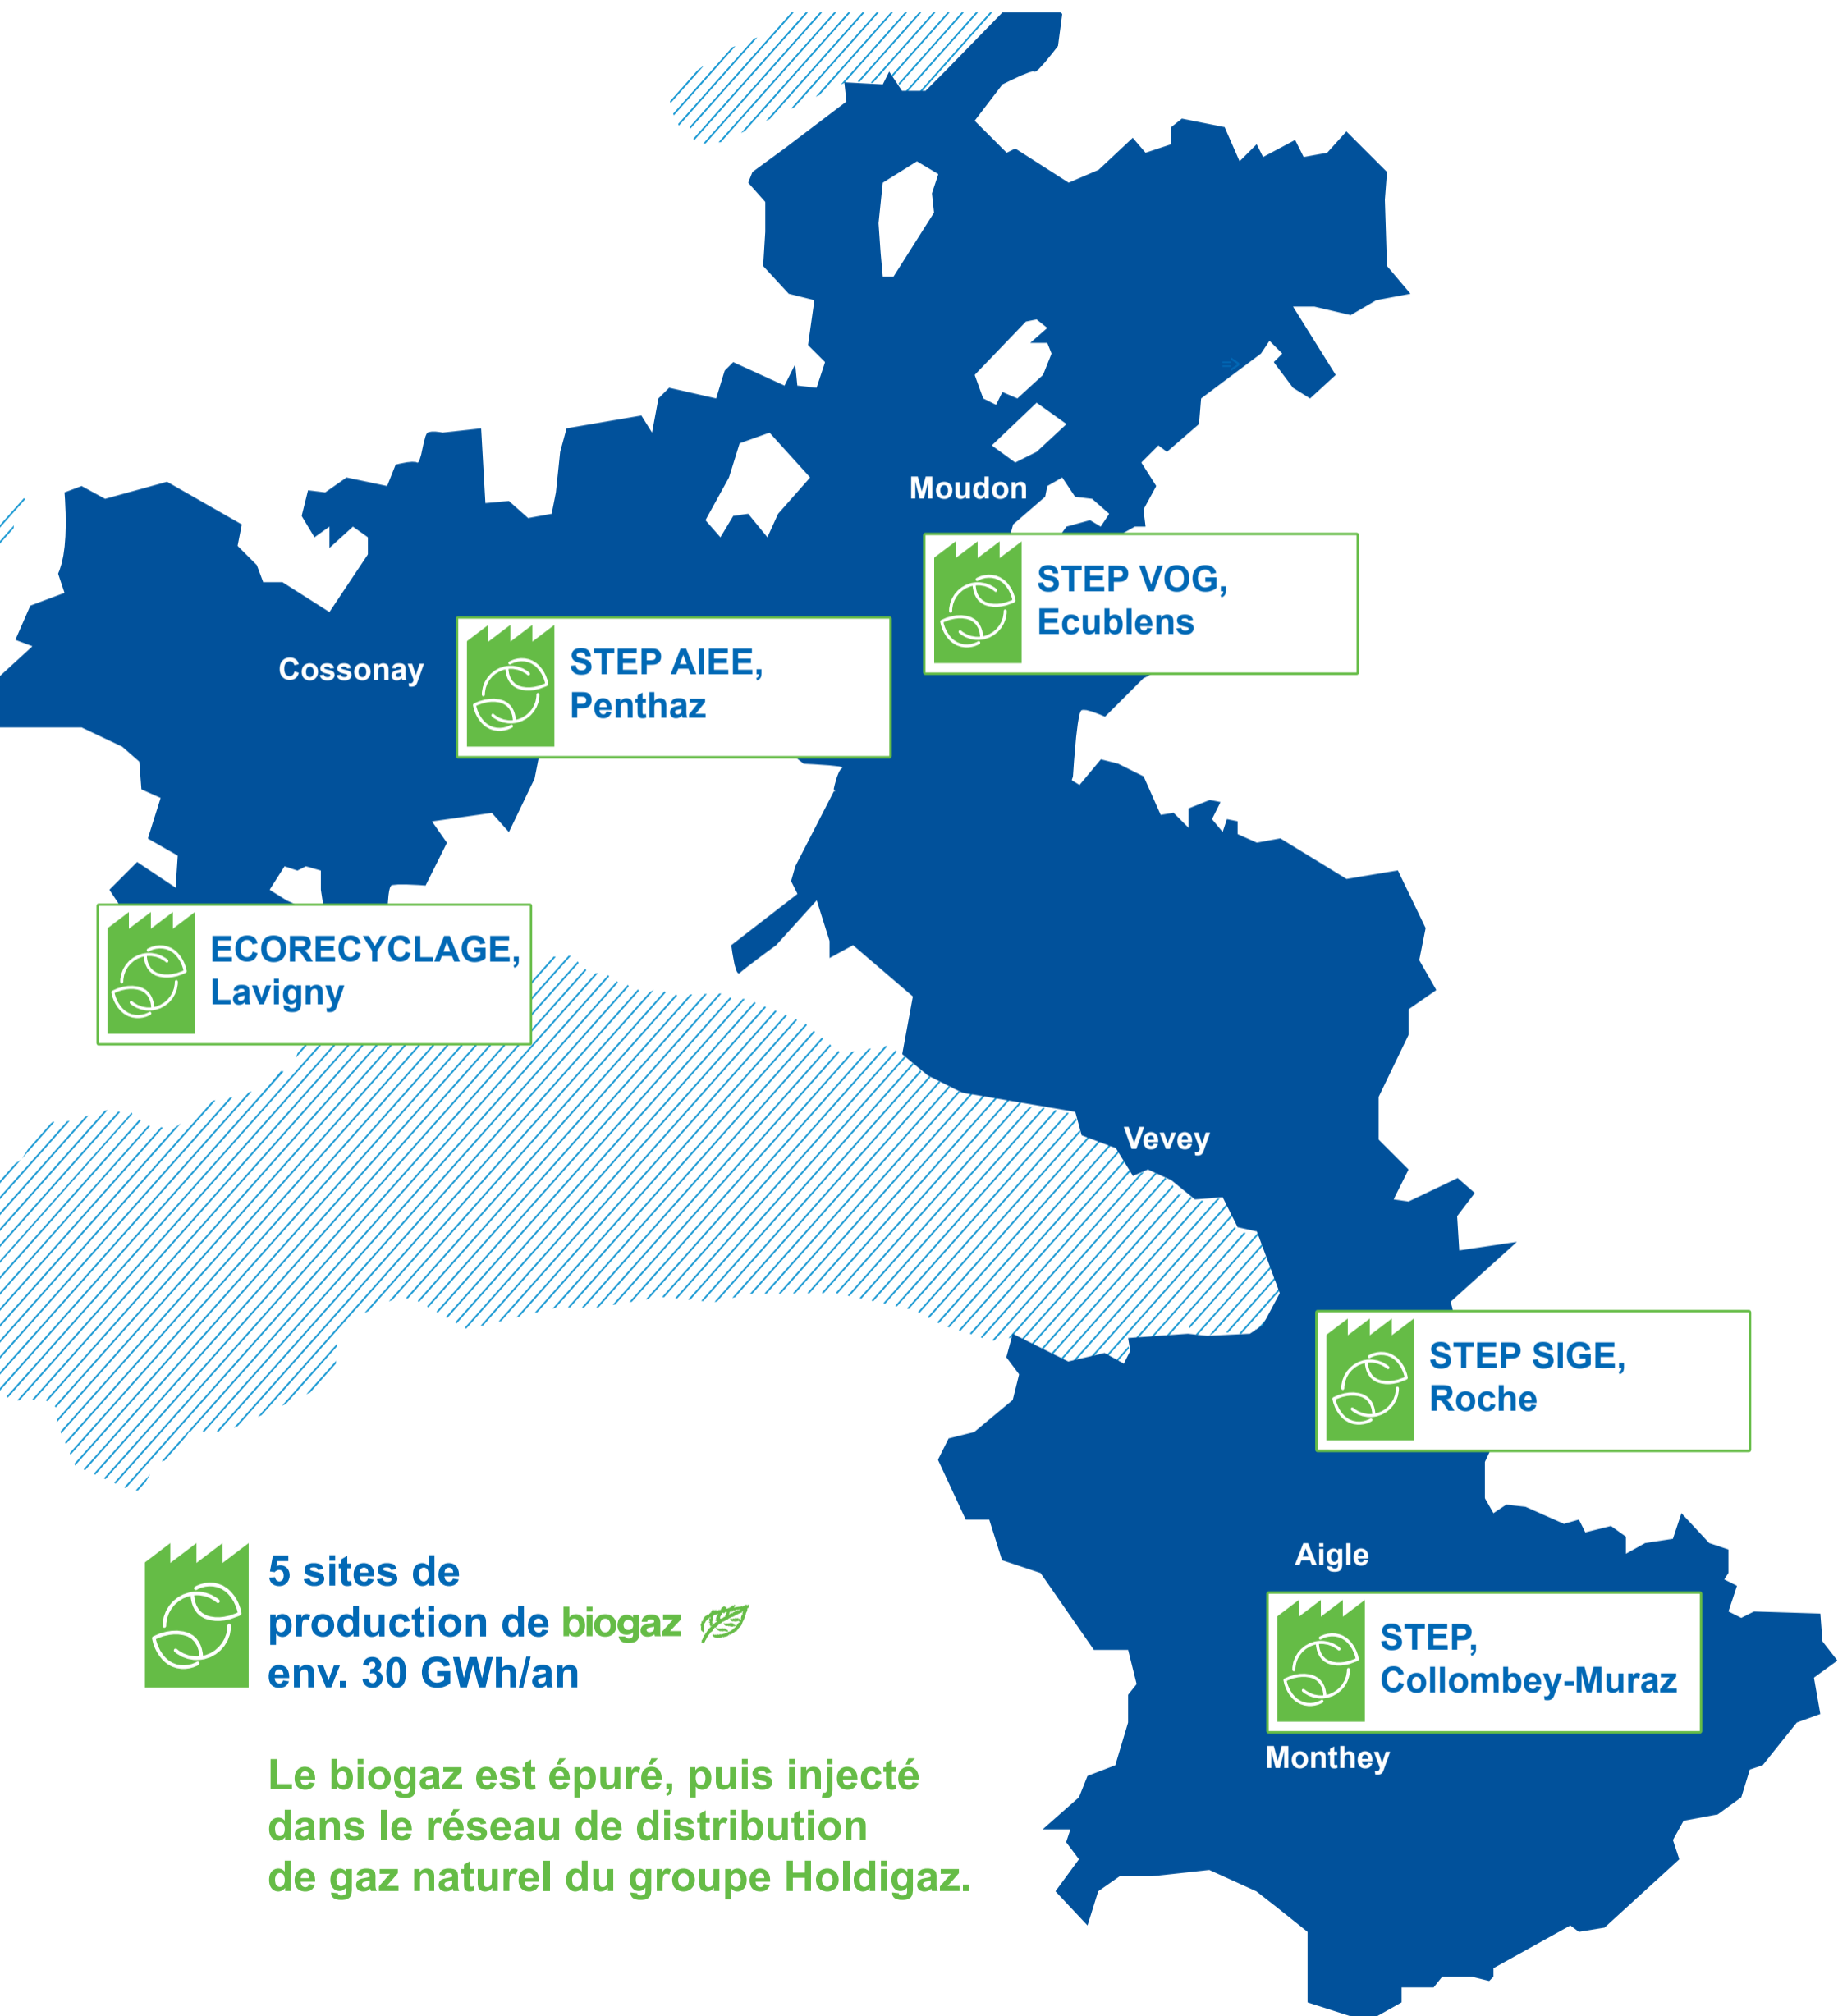 Moudon
STEP VOG,
Ecublens
Cossonay
STEP AIEE,
Penthaz
ECORECYCLAGE,
Lavigny
Vevey
STEP SIGE,
Roche
Aigle
STEP,
Collombey-Muraz
Monthey
5 sites de
production de biogaz
env. 30 GWh/an
Le biogaz est épuré, puis injecté
dans le réseau de distribution
de gaz naturel du groupe Holdigaz.